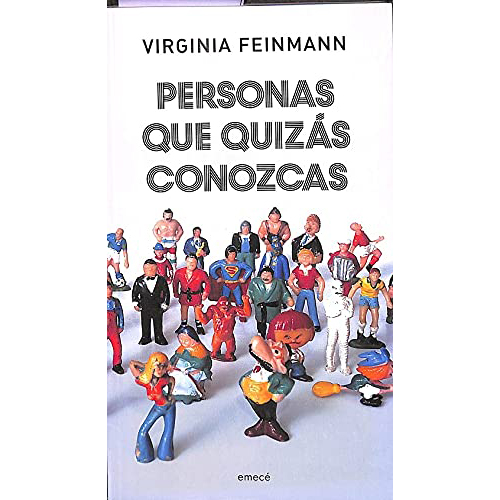 VIRGINIA FEINMANN
PERSONAS
QUE QUIZÁS
CONOZCAS
emecé